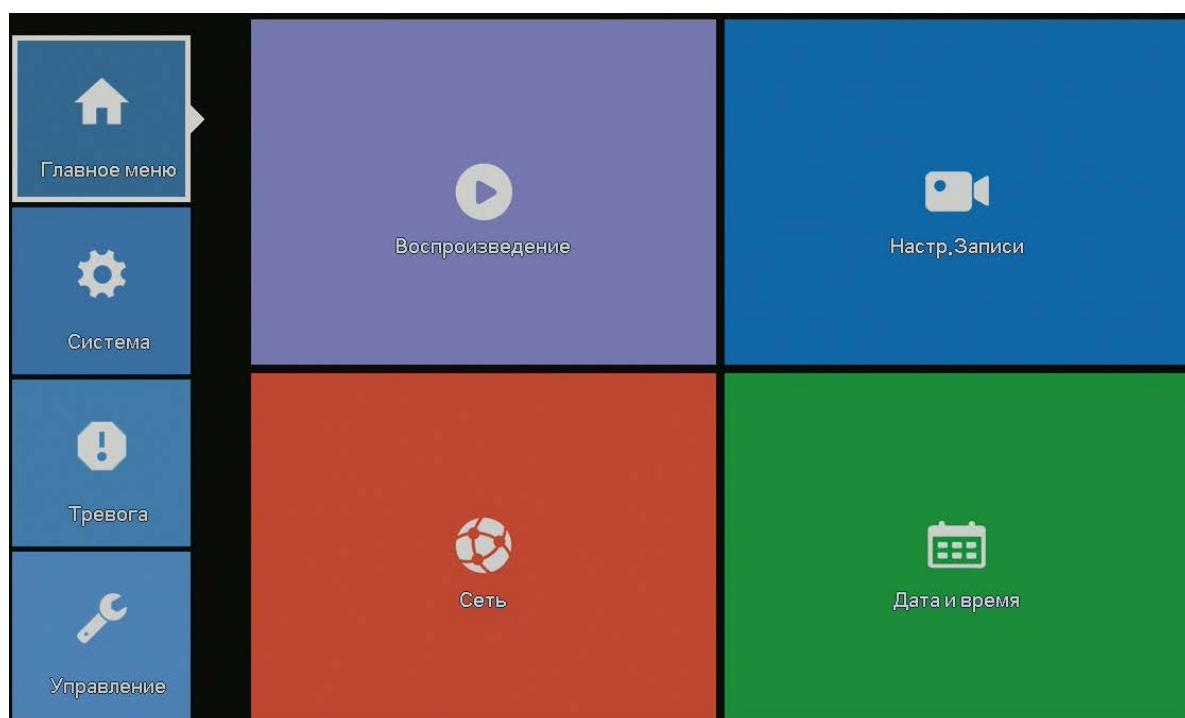 Главное меню
Система
Тревога
Управление
Воспроизведение
Настр.Записи
Сеть
Дата и время